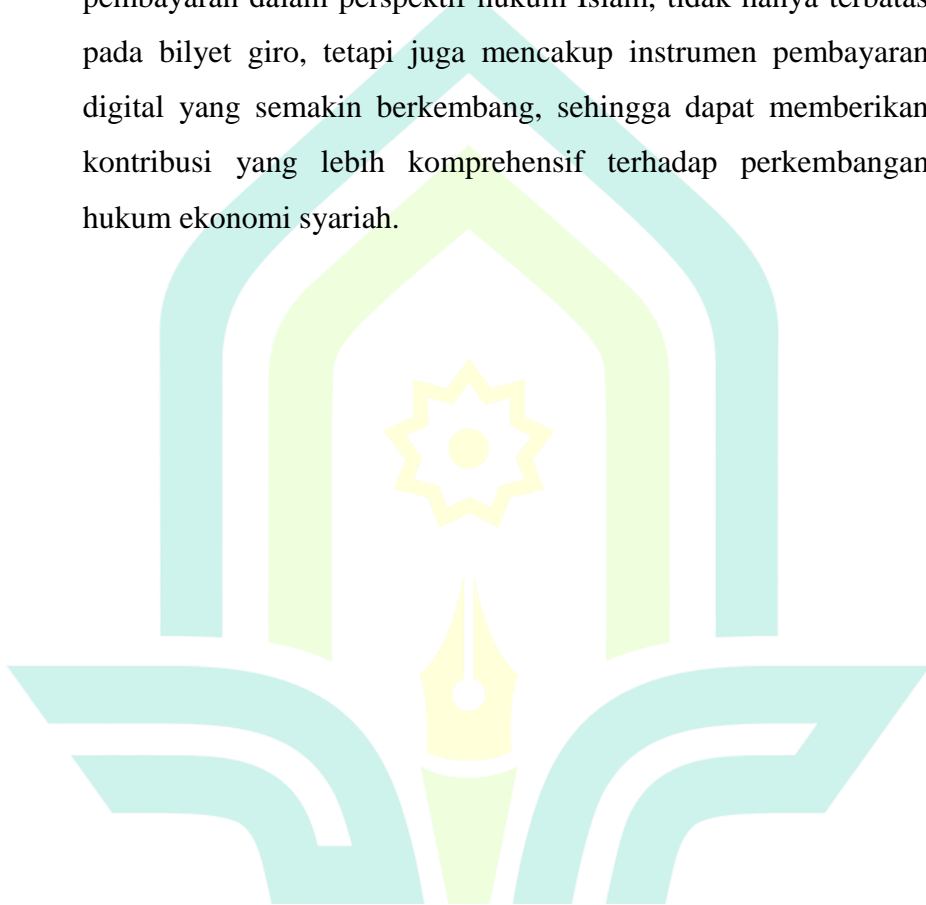 pembayaran dalam perspektif hukum Islam, tidak hanya terbatas
pada bilyet giro, tetapi juga mencakup instrumen pembayaran
digital yang semakin berkembang, sehingga dapat memberikan
kontribusi yang lebih komprehensif terhadap perkembangan
hukum ekonomi syariah.